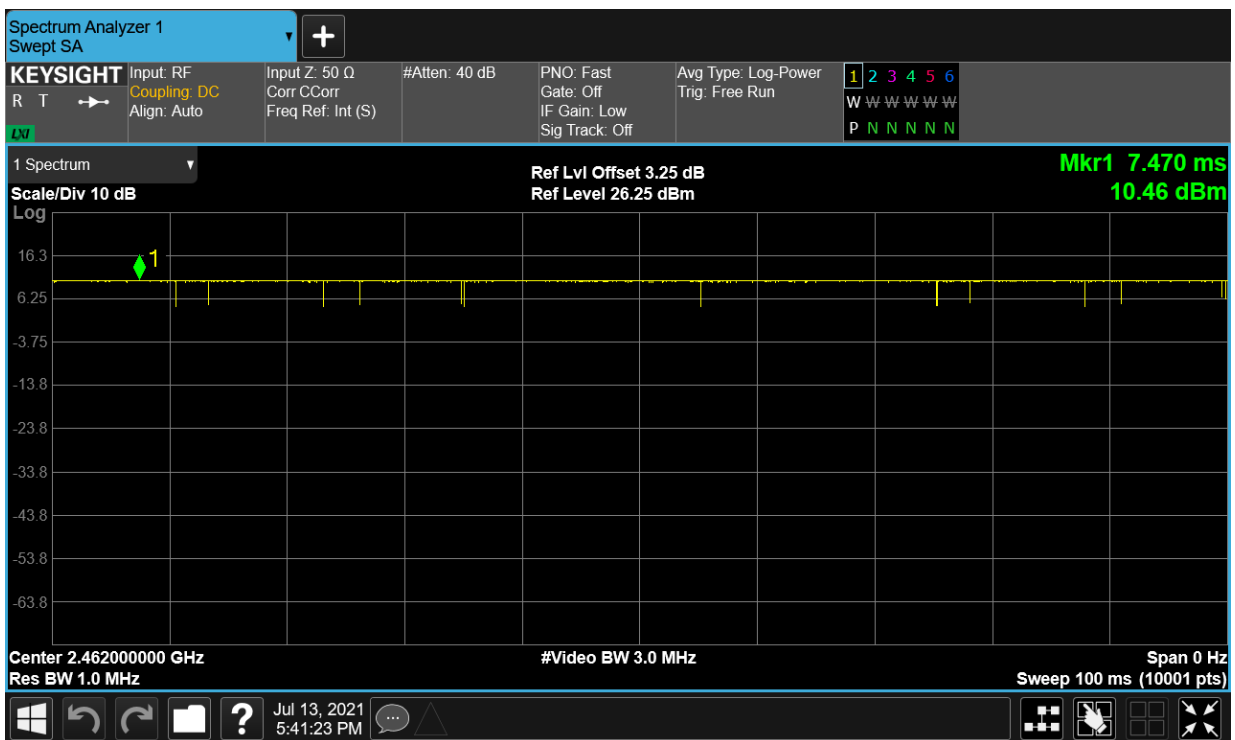 Spectrum Analyzer 1
Swept SA
KEYSIGHT
R T
LXI
Input: RF
Coupling: DC
Align: Auto
Input Z: 50 Ω
Corr CCorr
Freq Ref: Int (S)
#Atten: 40 dB
PNO: Fast
Gate: Off
IF Gain: Low
Sig Track: Off
Avg Type: Log-Power
Trig: Free Run
1 2 3 4 5 6
W W W W W W
P N N N N N
1 Spectrum
Scale/Div 10 dB
Log
Ref Lvl Offset 3.25 dB
Ref Level 26.25 dBm
Mkr1 7.470 ms
10.46 dBm
1
16.3
6.25
-3.75
-13.8
-23.8
-33.8
-43.8
-53.8
-63.8
Center 2.462000000 GHz
Res BW 1.0 MHz
#Video BW 3.0 MHz
Span 0 Hz
Sweep 100 ms (10001 pts)
?
Jul 13, 2021
5:41:23 PM